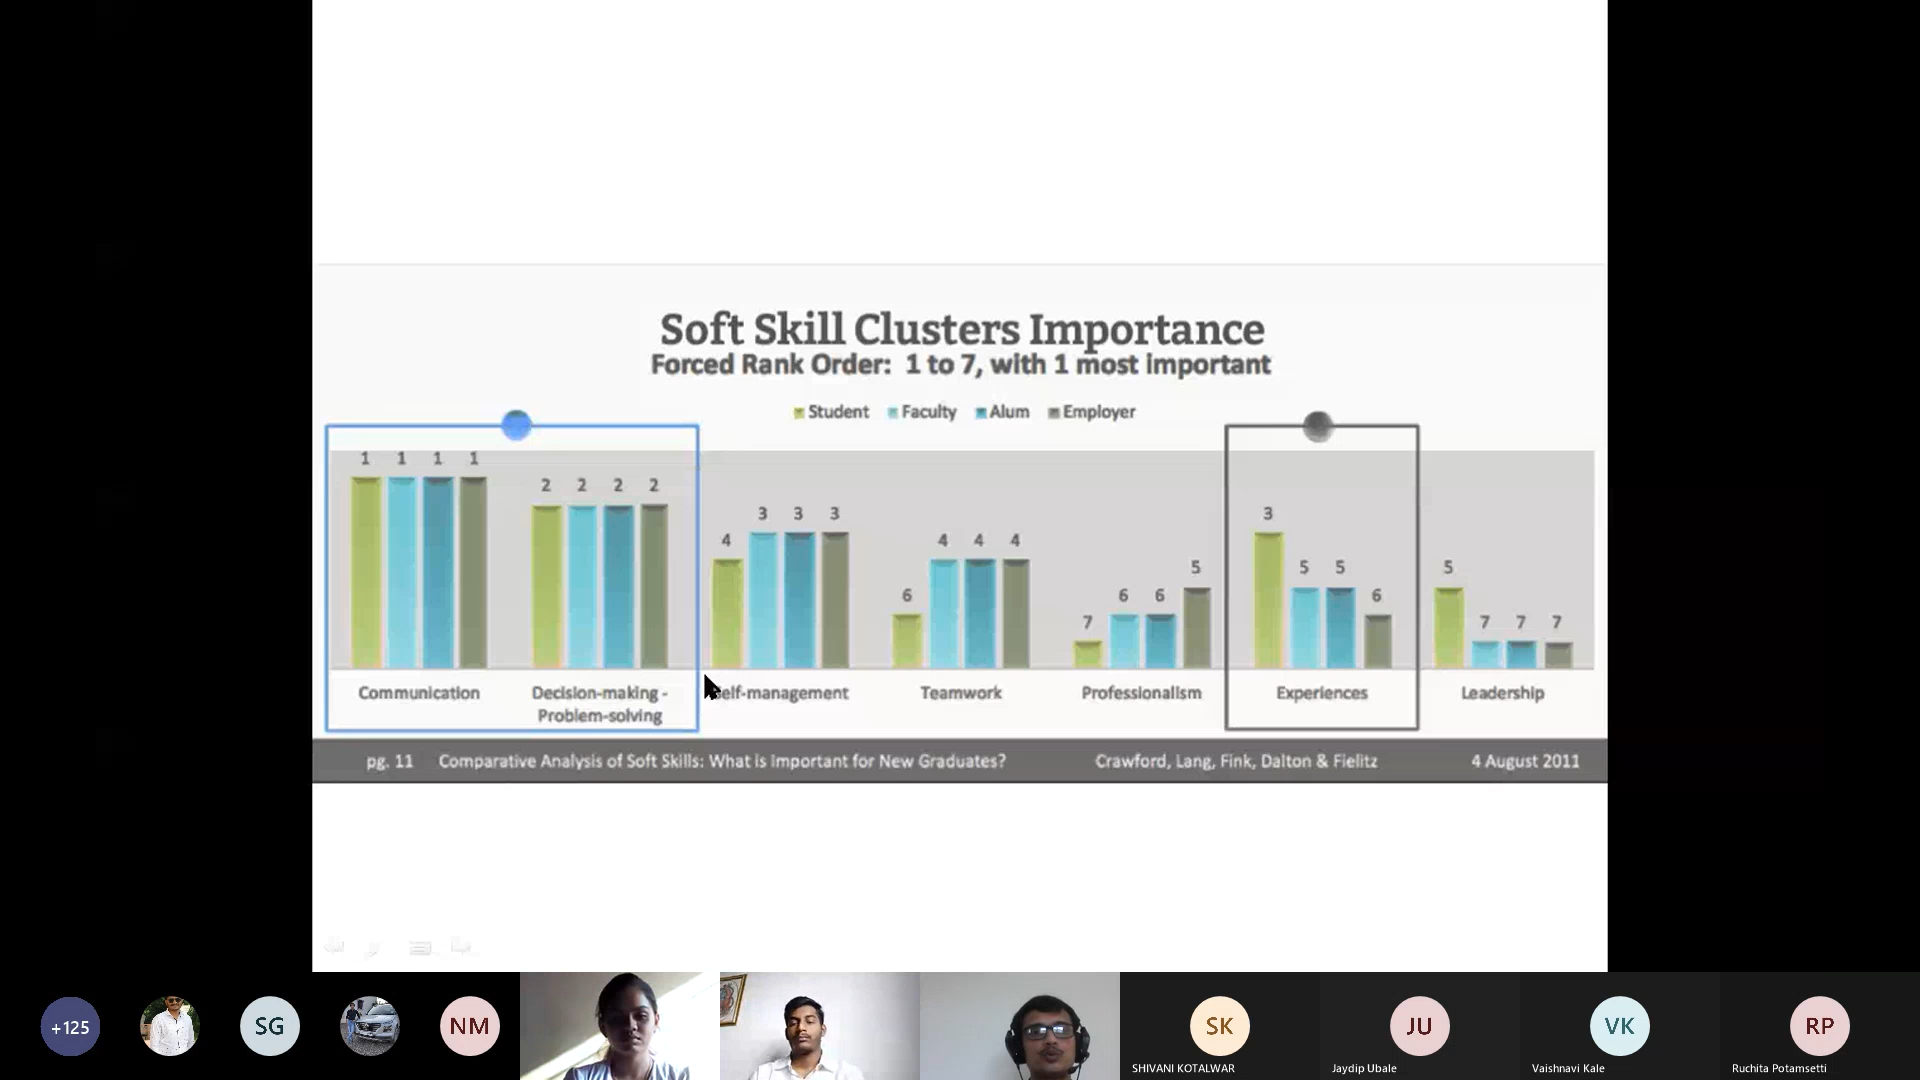 Soft Skill Clusters Importance
Forced Rank Order: 1 to 7, with 1 most important
Student Faculty Alum Employer
1 1 1 1
2 2 2 2
4 3 3 3
6 4 4 4
7 6 6 5
3 5 5 6
5 7 7 7
Communication
Decision-making -
Problem-solving
Self-management
Teamwork
Professionalism
Experiences
Leadership
pg. 11 Comparative Analysis of Soft Skills: What is Important for New Graduates? Crawford, Lang, Fink, Dalton & Fielitz 4 August 2011
+125
SG
NM
SK
SHIVANI KOTALWAR
JU
Jaydip Ubale
VK
Vaishnavi Kale
RP
Ruchita Potamsetti